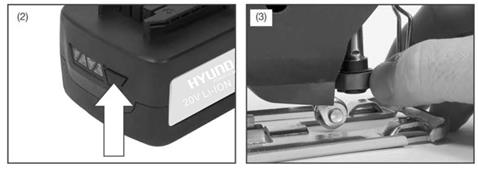 (2)
(3)
HYUND
20V LI-ION